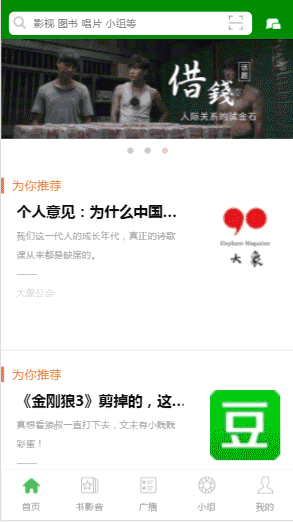 影视 图书 唱片 小组等
借錢
话题
人际关系的试金石
为你推荐
个人意见：为什么中国...
我们这一代人的成长年代，真正的诗歌
课从来都是缺席的。
——
大象公会
Elephant Magazine
大象
为你推荐
《金刚狼3》剪掉的，这...
真想看狼叔一直打下去，文末有小贱贱
彩蛋！
——
豆
首页
书影音
广播
小组
我的